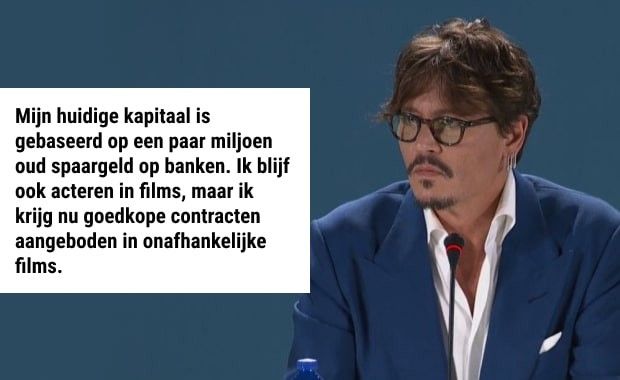 Mijn huidige kapitaal is
gebaseerd op een paar miljoen
oud spaargeld op banken. Ik blijf
ook acteren in films, maar ik
krijg nu goedkope contracten
aangeboden in onafhankelijke
films.